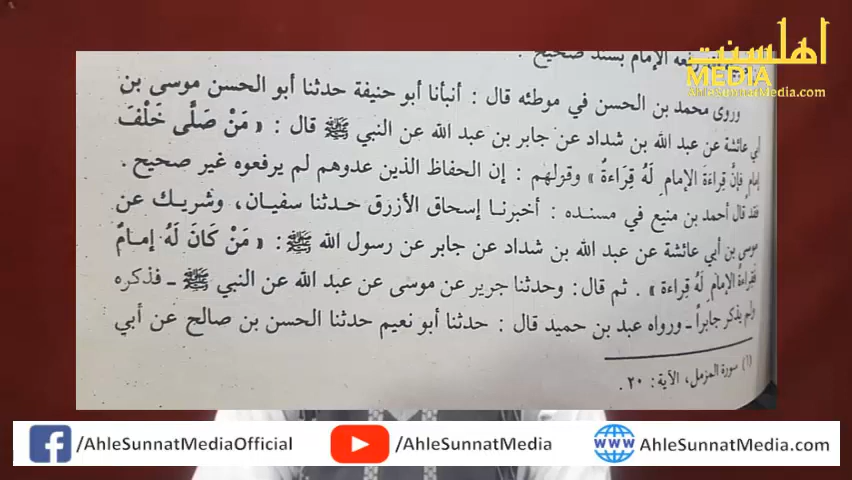 اهلسنت
MEDIA
AhleSunnatMedia.com
الإمام بسند صحيح .
وروى محمد بن الحسن في موطئه قال : أنبأنا أبو حنيفة حدثنا أبو الحسن موسى بن
أبي عائشة عن عبد الله بن شداد عن جابر بن عبد الله عن النبي ﷺ قال : « مَنْ صَلَّى خَلْفَ
إمامٍ فإنَّ قِرَاءَةَ الإمامِ لَهُ قِرَاءةٌ » وقولهم : إن الحفاظ الذين عدوهم لم يرفعوه غير صحيح .
فقد قال أحمد بن منيع في مسنده : أخبرنا إسحاق الأزرق حدثنا سفيان، وشريك عن
موسى بن أبي عائشة عن عبد الله بن شداد عن جابر عن رسول الله ﷺ : « مَنْ كَانَ لَهُ إمامٌ
فَقِراءةُ الإمَامِ لَهُ قِراءة » . ثم قال : وحدثنا جرير عن موسى عن عبد الله عن النبي ﷺ ـ فذكره
ولم يذكر جابراً ـ ورواه عبد بن حميد قال : حدثنا أبو نعيم حدثنا الحسن بن صالح عن أبي
(١) سورة المزمل، الآية : ٢٠ .
/AhleSunnatMediaOfficial
/AhleSunnatMedia
AhleSunnatMedia.com